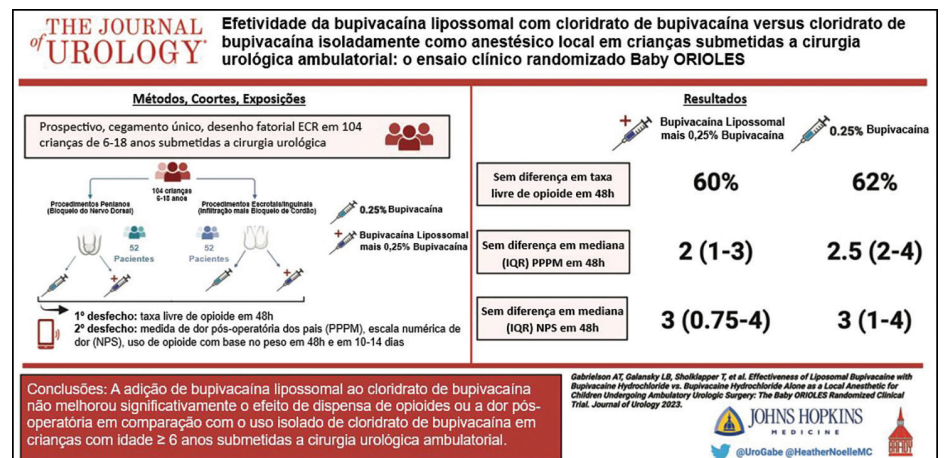 THE JOURNAL
of UROLOGY®
Efetividade da bupivacaína lipossomal com cloridrato de bupivacaína versus cloridrato de
bupivacaína isoladamente como anestésico local em crianças submetidas a cirurgia
urológica ambulatorial: o ensaio clínico randomizado Baby ORIOLES
Métodos, Coortes, Exposições
Prospectivo, cegamento único, desenho fatorial ECR em 104
crianças de 6-18 anos submetidas a cirurgia urológica
104 crianças
6-18 anos
Procedimentos Penianos
(Bloqueio do Nervo Dorsal)
Procedimentos Escrotais/Inguinais
(Infiltração mais Bloqueio de Cordão)
52
Pacientes
52
Pacientes
0.25% Bupivacaína
Bupivacaína Lipossomal
mais 0,25% Bupivacaína
1º desfecho: taxa livre de opioide em 48h
2º desfecho: medida de dor pós-operatória dos pais (PPPM), escala numérica de
dor (NPS), uso de opioide com base no peso em 48h e em 10-14 dias
Resultados
Bupivacaína Lipossomal
mais 0,25% Bupivacaína
0.25% Bupivacaína
Sem diferença em taxa
livre de opioide em 48h
60%
62%
Sem diferença em mediana
(IQR) PPPM em 48h
2 (1-3)
2.5 (2-4)
Sem diferença em mediana
(IQR) NPS em 48h
3 (0.75-4)
3 (1-4)
Conclusões: A adição de bupivacaína lipossomal ao cloridrato de bupivacaína
não melhorou significativamente o efeito de dispensa de opioides ou a dor pós-
operatória em comparação com o uso isolado de cloridrato de bupivacaína em
crianças com idade ≥ 6 anos submetidas a cirurgia urológica ambulatorial.
Gabrielson AT, Galansky LB, Sholklapper T, et al. Effectiveness of Liposomal Bupivacaine with
Bupivacaine Hydrochloride vs. Bupivacaine Hydrochloride Alone as a Local Anesthetic for
Children Undergoing Ambulatory Urologic Surgery: The Baby ORIOLES Randomized Clinical
Trial. Journal of Urology 2023.
JOHNS HOPKINS
MEDICINE
BRADY
@UroGabe @HeatherNoelleMC